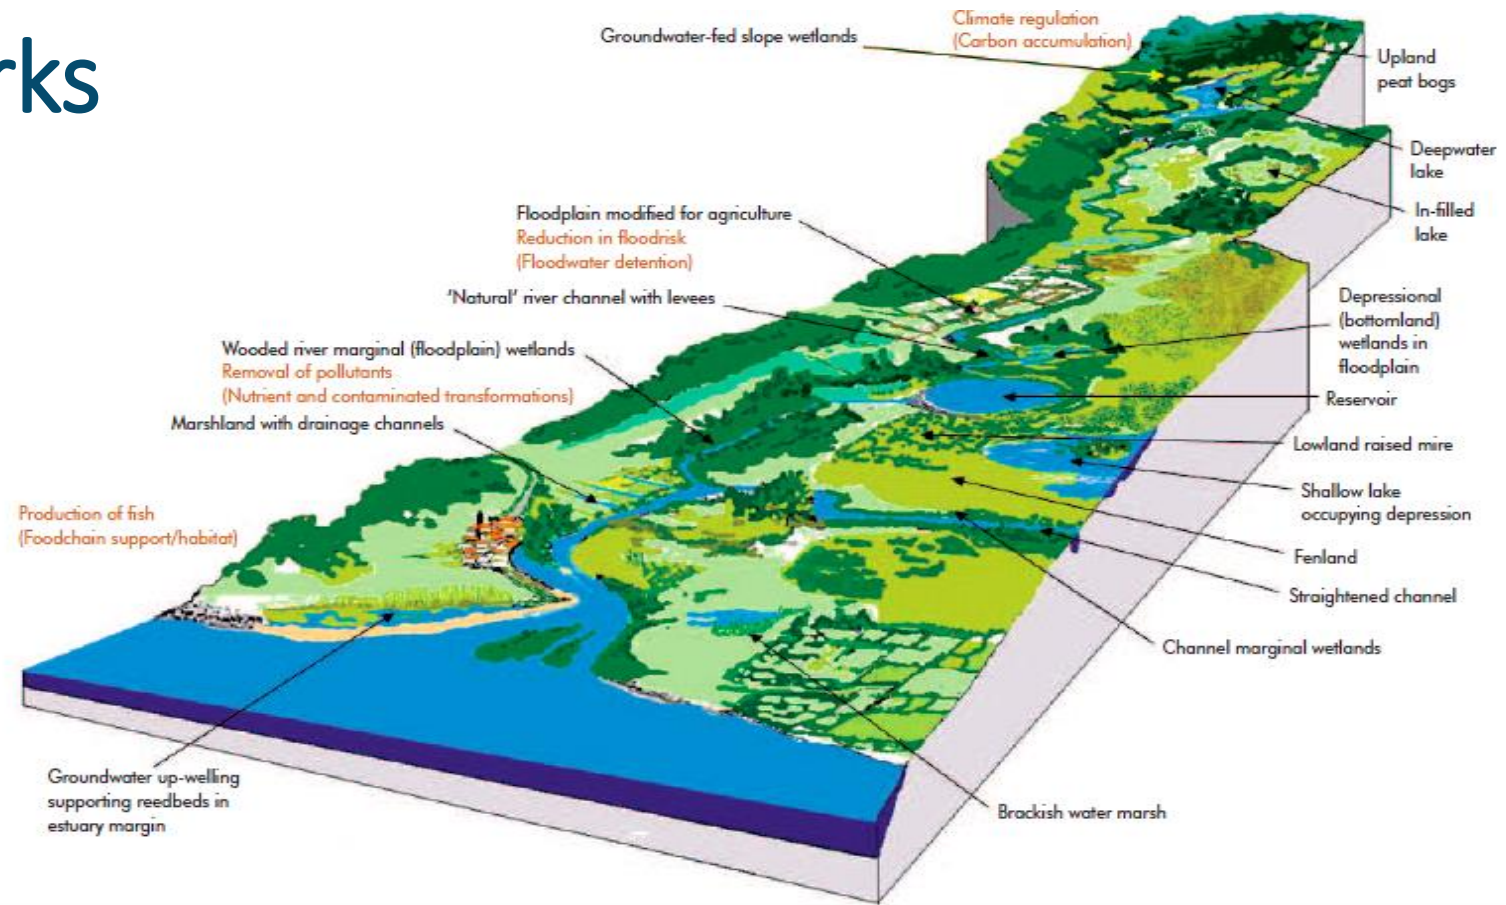 rks
Groundwater-fed slope wetlands
Climate regulation
(Carbon accumulation)
Upland
peat bogs
Deepwater
lake
In-filled
lake
Floodplain modified for agriculture
Reduction in floodrisk
(Floodwater detention)
'Natural' river channel with levees
Depressional
(bottomland)
wetlands in
floodplain
Wooded river marginal (floodplain) wetlands
Removal of pollutants
(Nutrient and contaminated transformations)
Marshland with drainage channels
Reservoir
Lowland raised mire
Shallow lake
occupying depression
Production of fish
(Foodchain support/habitat)
Fenland
Straightened channel
Channel marginal wetlands
Groundwater up-welling
supporting reedbeds in
estuary margin
Brackish water marsh